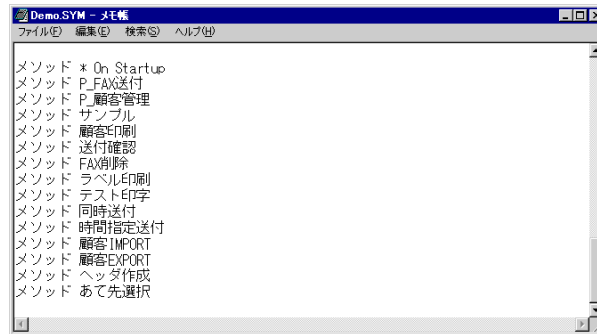 Demo.SYM - メモ帳
ファイル(F) 編集(E) 検索(S) ヘルプ(H)
メソッド * On Startup
メソッド P_FAX送付
メソッド P_顧客管理
メソッド サンプル
メソッド 顧客印刷
メソッド 送付確認
メソッド FAX削除
メソッド ラベル印刷
メソッド テスト印字
メソッド 同時送付
メソッド 時間指定送付
メソッド 顧客IMPORT
メソッド 顧客EXPORT
メソッド ヘッダ作成
メソッド あて先選択